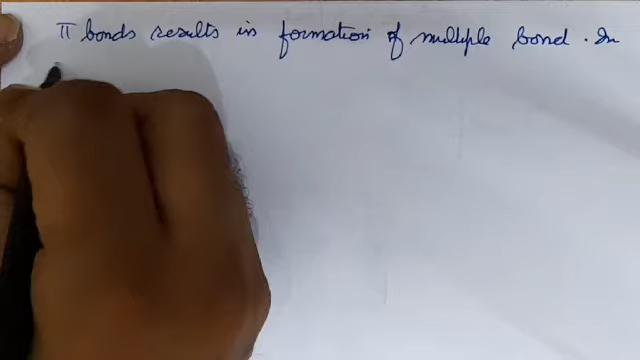 π bonds results in formation of multiple bond. In